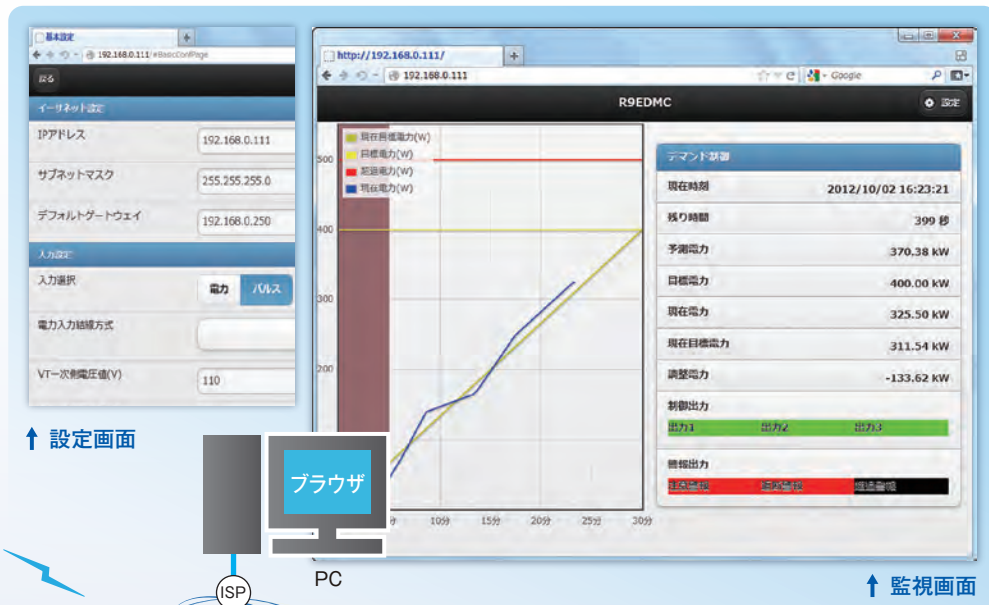 基本設定
192.168.0.111/#BasicConfPage
戻る
イーサネット設定
IPアドレス
192.168.0.111
サブネットマスク
255.255.255.0
デフォルトゲートウェイ
192.168.0.250
入力設定
入力選択
電力 パルス
電力入力結線方式
VT一次側電圧値(V)
110
↑ 設定画面
http://192.168.0.111/
192.168.0.111
Google
R9EDMC
設定
現在目標電力(W)
目標電力(W)
超過電力(W)
現在電力(W)
500
400
300
200
10分 15分 20分 25分 30分
デマンド制御
現在時刻 2012/10/02 16:23:21
残り時間 399 秒
予測電力 370.38 kW
目標電力 400.00 kW
現在電力 325.50 kW
現在目標電力 311.54 kW
調整電力 -133.62 kW
制御出力
出力1 出力2 出力3
警報出力
注意警報 超過警報
↑ 監視画面
ブラウザ
PC
ISP